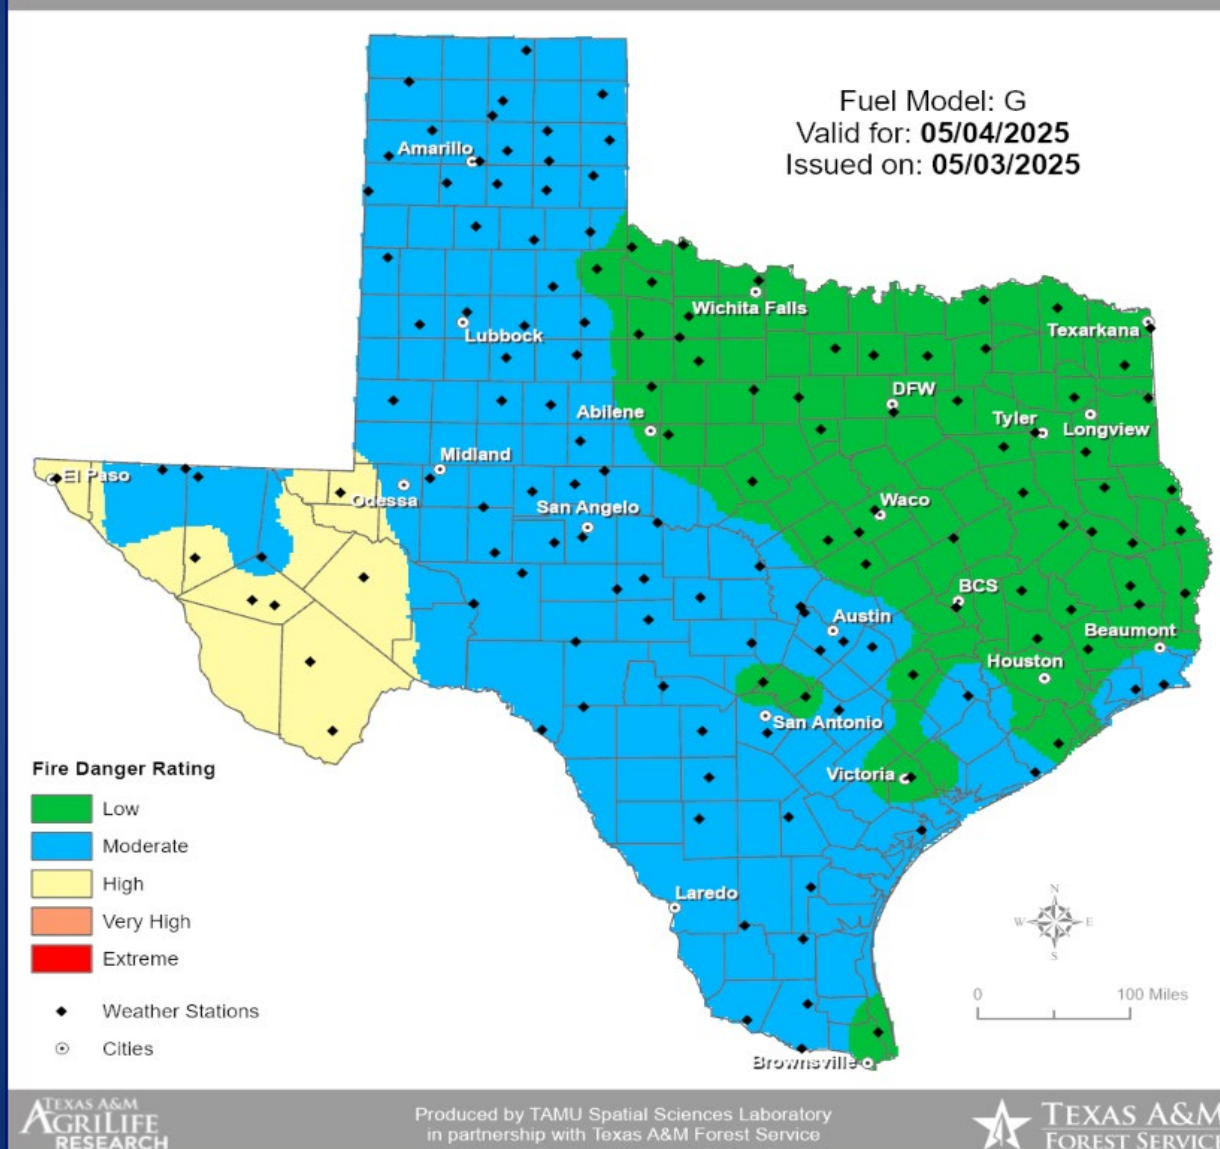 Fuel Model: G
Valid for: 05/04/2025
Issued on: 05/03/2025
Amarillo
Wichita Falls
Lubbock
Texarkana
DFW
Abilene
Tyler
Longview
Midland
El Paso
Odessa
San Angelo
Waco
BCS
Austin
Beaumont
Houston
San Antonio
Victoria
Laredo
Brownsville
Fire Danger Rating
Low
Moderate
High
Very High
Extreme
Weather Stations
Cities
N
W
E
S
0
100 Miles
TEXAS A&M
AGRILIFE
RESEARCH
Produced by TAMU Spatial Sciences Laboratory
in partnership with Texas A&M Forest Service
TEXAS A&M
FOREST SERVICE